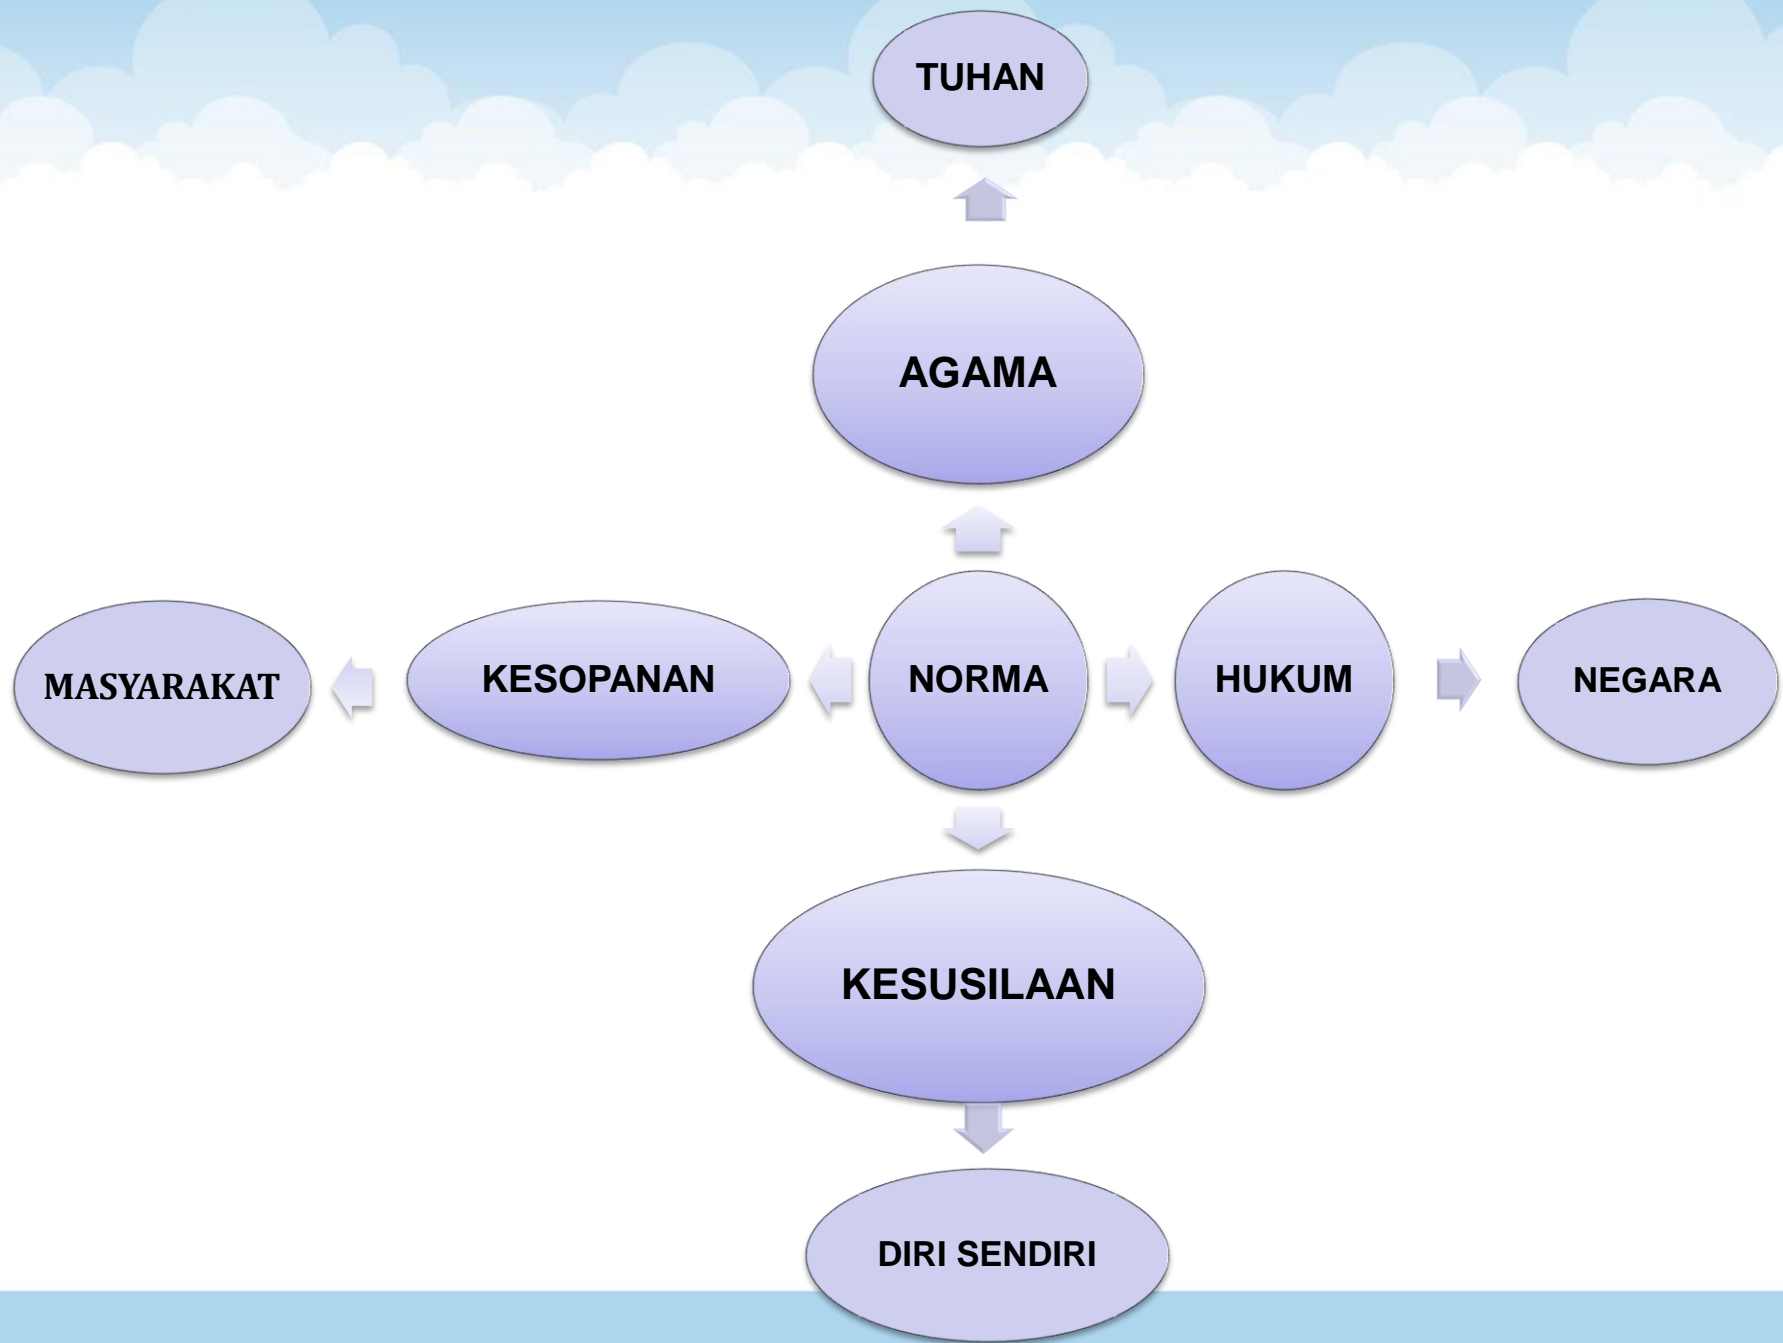 TUHAN
AGAMA
MASYARAKAT
KESOPANAN
NORMA
HUKUM
NEGARA
KESUSILAAN
DIRI SENDIRI